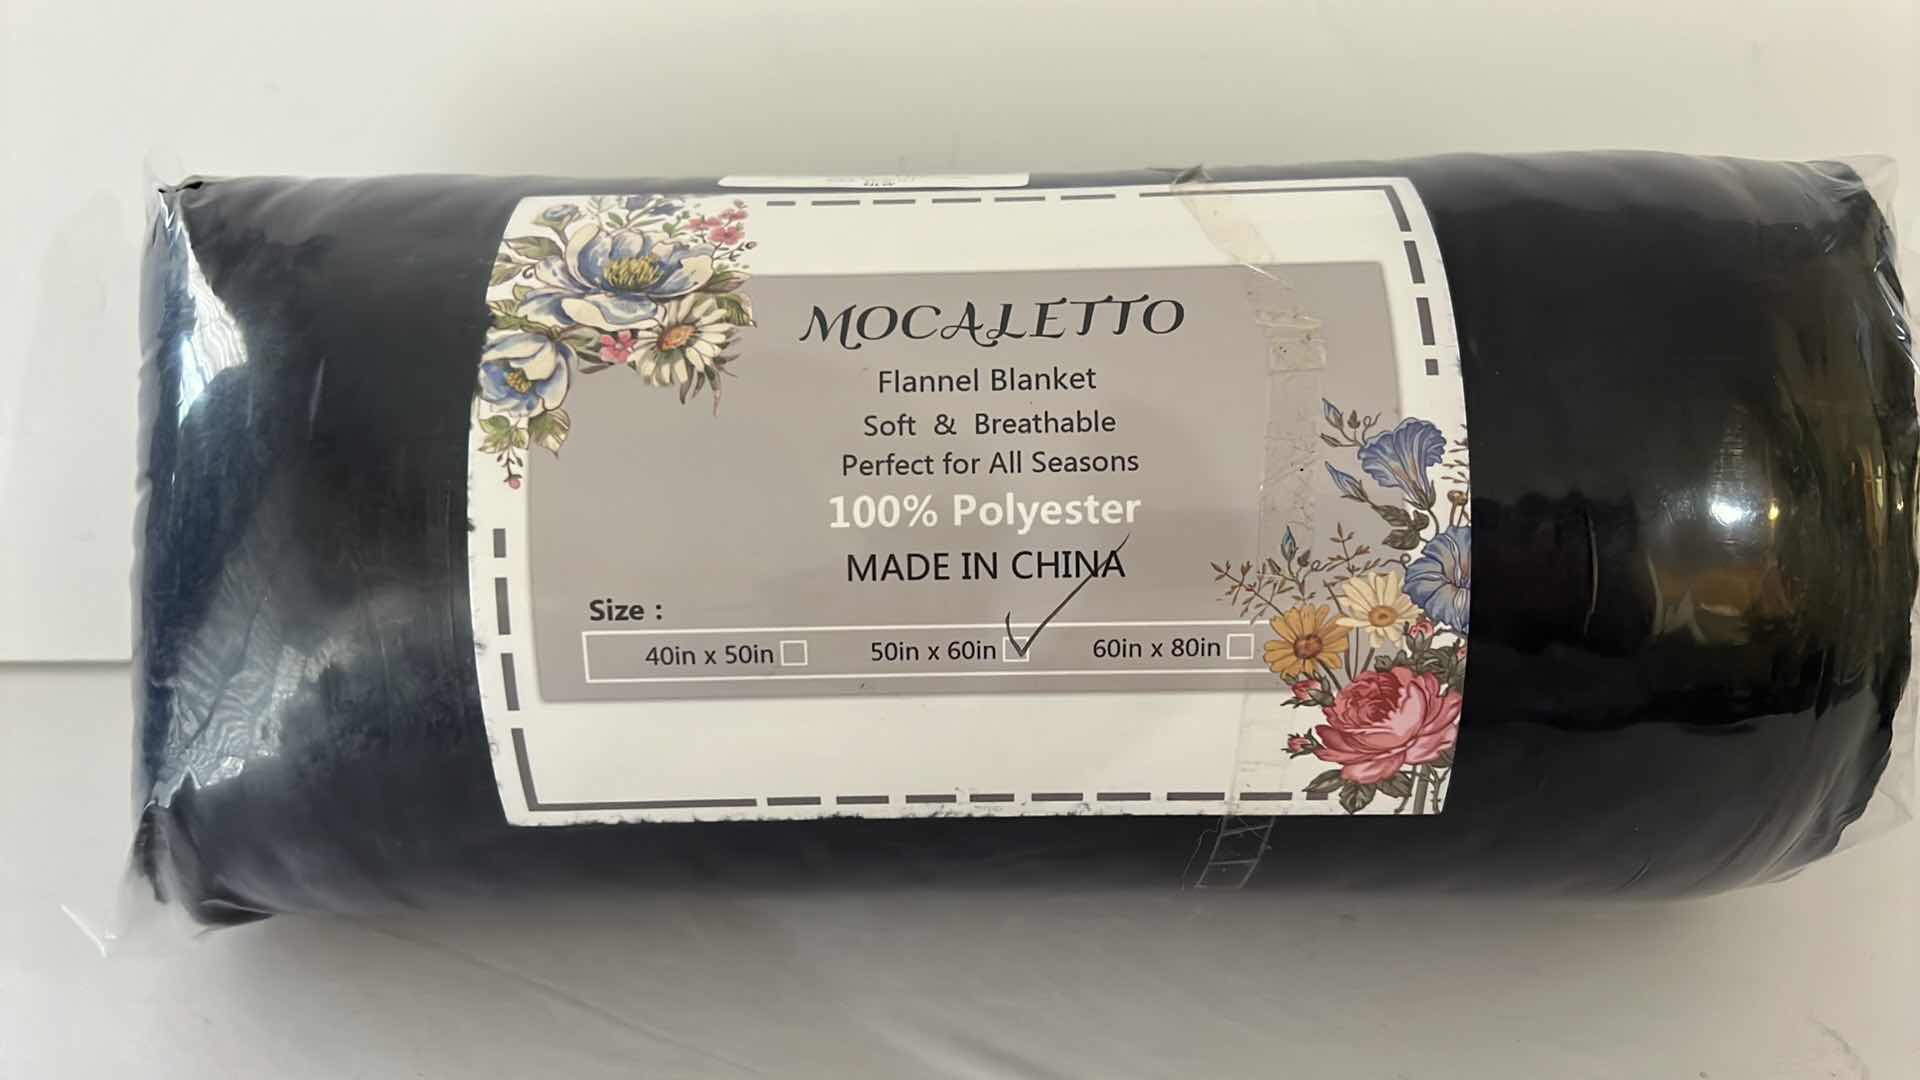 MOCALETTO
Flannel Blanket
Soft & Breathable
Perfect for All Seasons
100% Polyester
MADE IN CHINA
Size :
40in x 50in 50in x 60in 60in x 80in